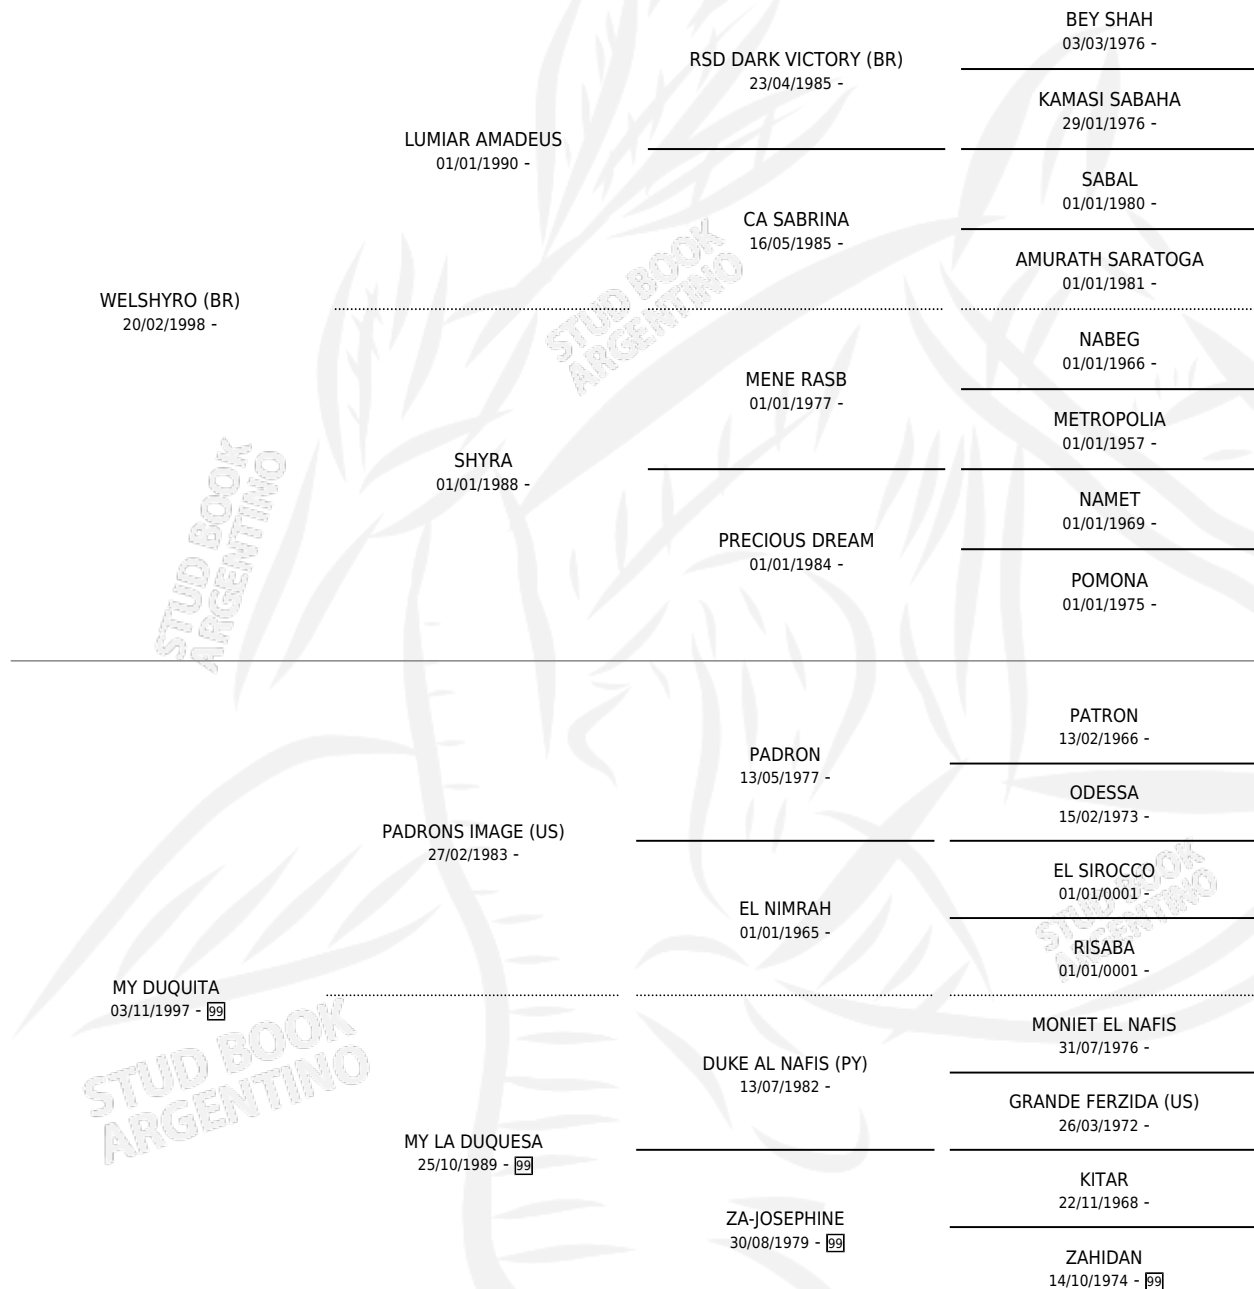 BEY SHAH
03/03/1976 -
RSD DARK VICTORY (BR)
23/04/1985 -
KAMASI SABAHA
29/01/1976 -
LUMIAR AMADEUS
01/01/1990 -
SABAL
01/01/1980 -
CA SABRINA
16/05/1985 -
AMURATH SARATOGA
01/01/1981 -
WELSHYRO (BR)
20/02/1998 -
NABEG
01/01/1966 -
MENE RASB
01/01/1977 -
METROPOLIA
01/01/1957 -
SHYRA
01/01/1988 -
NAMET
01/01/1969 -
PRECIOUS DREAM
01/01/1984 -
POMONA
01/01/1975 -
STUD BOOK
ARGENTINO
STUD BOOK
ARGENTINO
PATRON
13/02/1966 -
PADRON
13/05/1977 -
ODESSA
15/02/1973 -
PADRONS IMAGE (US)
27/02/1983 -
EL SIROCCO
01/01/0001 -
EL NIMRAH
01/01/1965 -
RISABA
01/01/0001 -
STUD BOOK
ARGENTINO
MY DUQUITA
03/11/1997 - 99
MONIET EL NAFIS
31/07/1976 -
DUKE AL NAFIS (PY)
13/07/1982 -
GRANDE FERZIDA (US)
26/03/1972 -
STUD BOOK
ARGENTINO
MY LA DUQUESA
25/10/1989 - 99
KITAR
22/11/1968 -
ZA-JOSEPHINE
30/08/1979 - 99
ZAHIDAN
14/10/1974 - 99